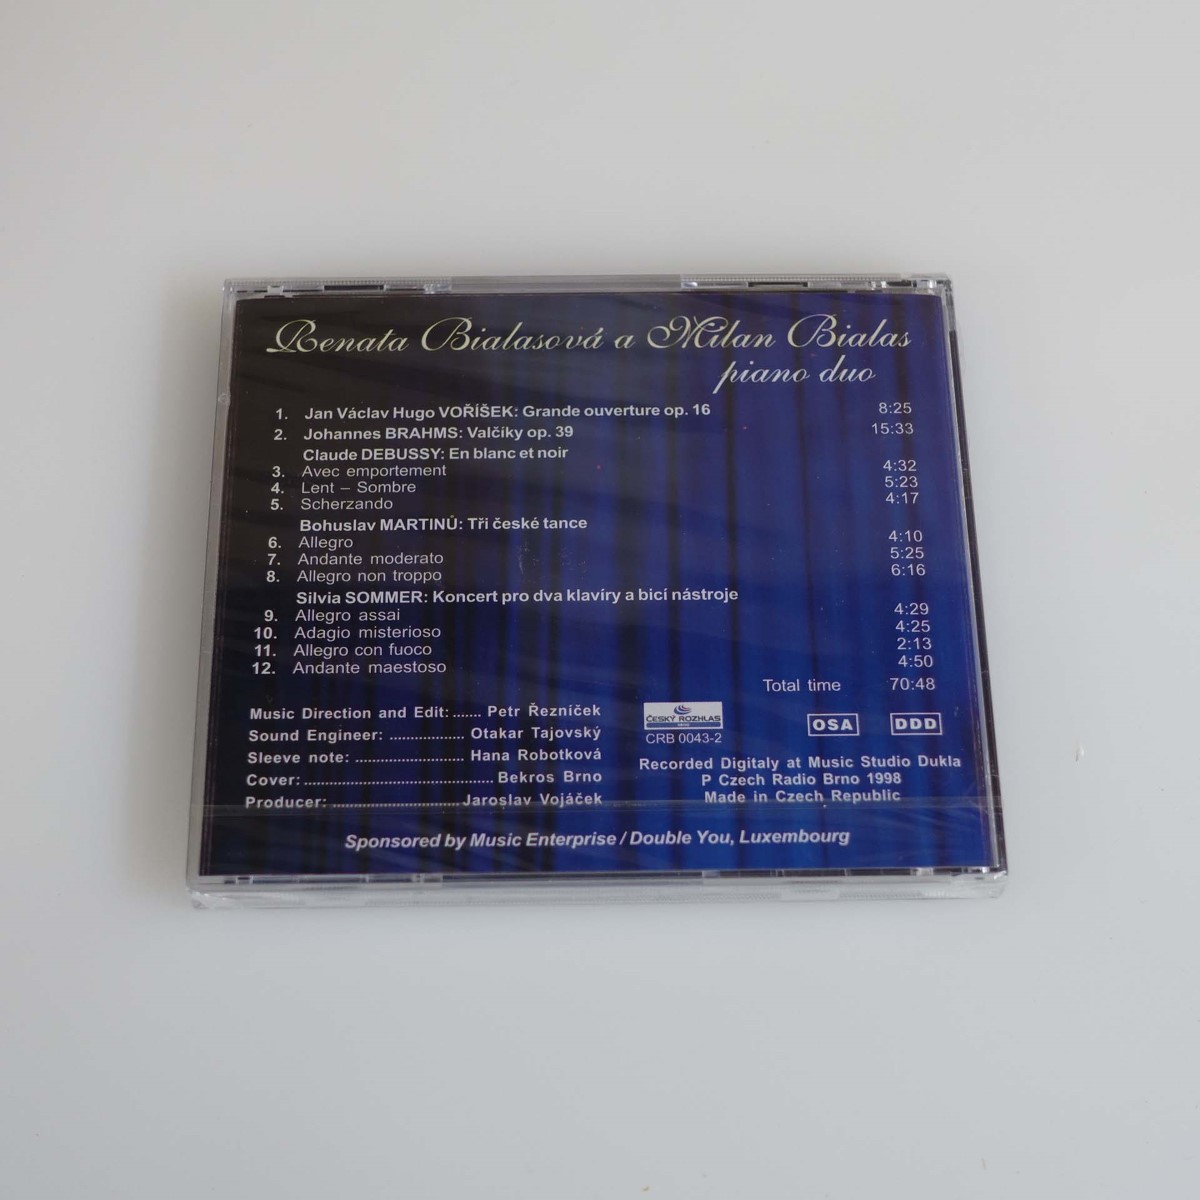 Renata Bialasová a Milan Bialas
piano duo
1. Jan Václav Hugo VOŘÍŠEK: Grande ouverture op. 16 8:25
2. Johannes BRAHMS: Valčíky op. 39 15:33
Claude DEBUSSY: En blanc et noir
3. Avec emportement 4:32
4. Lent – Sombre 5:23
5. Scherzando 4:17
Bohuslav MARTINŮ: Tři české tance
6. Allegro 4:10
7. Andante moderato 5:25
8. Allegro non troppo 6:16
Silvia SOMMER: Koncert pro dva klavíry a bicí nástroje
9. Allegro assai 4:29
10. Adagio misterioso 4:25
11. Allegro con fuoco 2:13
12. Andante maestoso 4:50
Total time 70:48
Music Direction and Edit: ....... Petr Řezníček
Sound Engineer: .................. Otakar Tajovský
Sleeve note: .......................... Hana Robotková
Cover: .............................................. Bekros Brno
Producer: ............................... Jaroslav Vojáček
ČESKÝ ROZHLAS
CRB 0043-2
OSA
DDD
Recorded Digitaly at Music Studio Dukla
P Czech Radio Brno 1998
Made in Czech Republic
Sponsored by Music Enterprise / Double You, Luxembourg